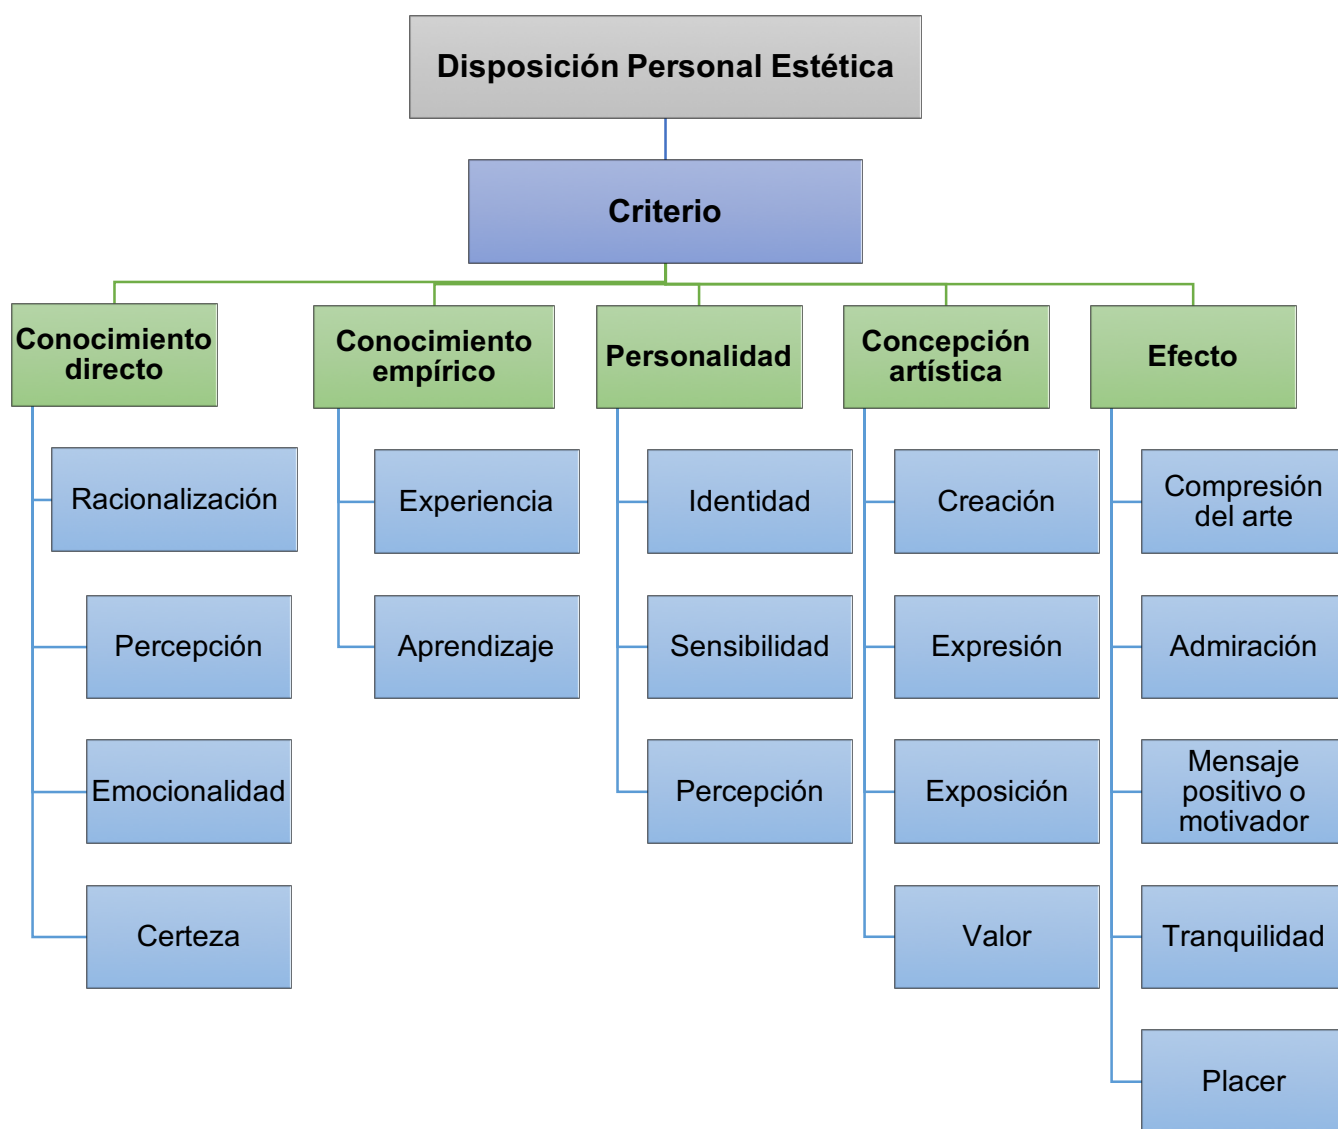 Disposición Personal Estética
Criterio
Conocimiento
directo
Conocimiento
empírico
Personalidad
Concepción
artística
Efecto
Racionalización
Percepción
Emocionalidad
Certeza
Experiencia
Aprendizaje
Identidad
Sensibilidad
Percepción
Creación
Expresión
Exposición
Valor
Compresión
del arte
Admiración
Mensaje
positivo o
motivador
Tranquilidad
Placer